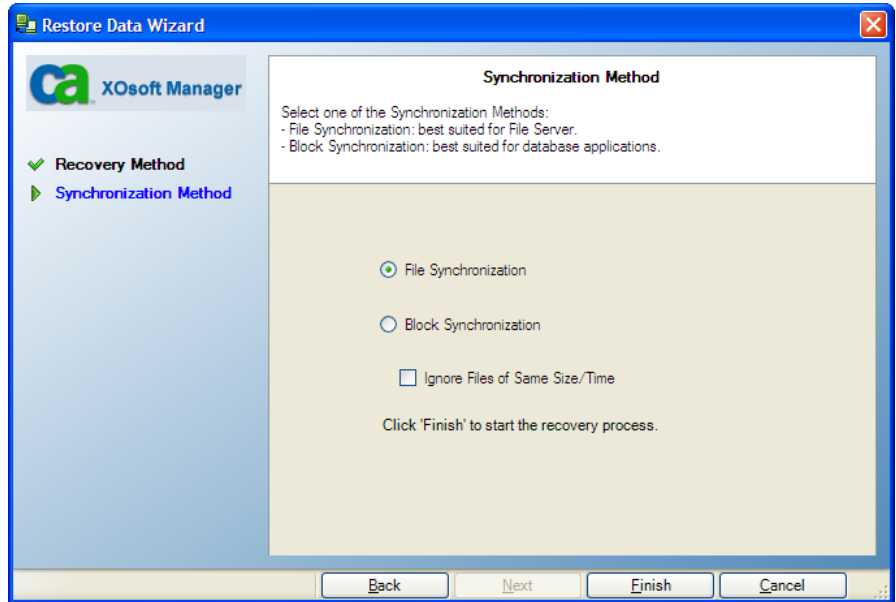 Restore Data Wizard
ca
XOsoft Manager
Recovery Method
Synchronization Method
Synchronization Method
Select one of the Synchronization Methods:
- File Synchronization: best suited for File Server.
- Block Synchronization: best suited for database applications.
File Synchronization
Block Synchronization
Ignore Files of Same Size/Time
Click 'Finish' to start the recovery process.
Back
Next
Finish
Cancel